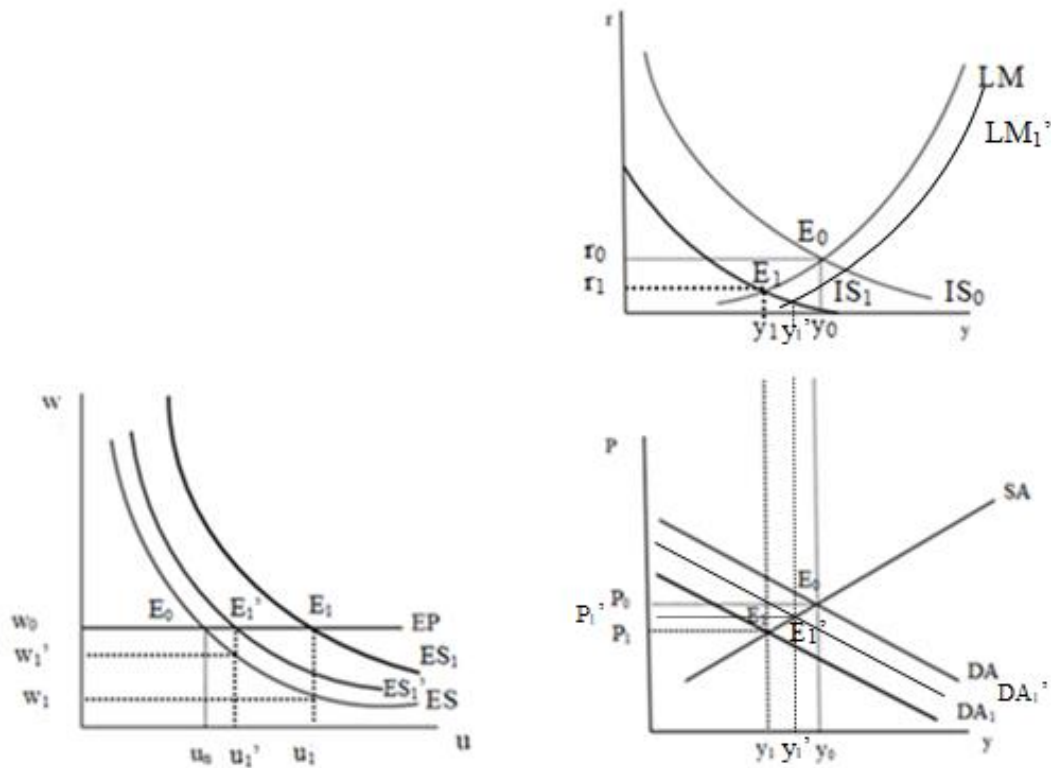 r
LM
LM₁’
E₀
r₀
E₁
r₁
IS₁
IS₀
y₁ y₁’ y₀ y
w
E₀ E₁’ E₁
w₀
EP
w₁’
ES₁
ES₁’
ES
w₁
u₀ u₁’ u₁ u
P
SA
E₀
P₀
P₁’
E₁’
P₁
DA
DA₁’
DA₁
y₁ y₁’ y₀ y